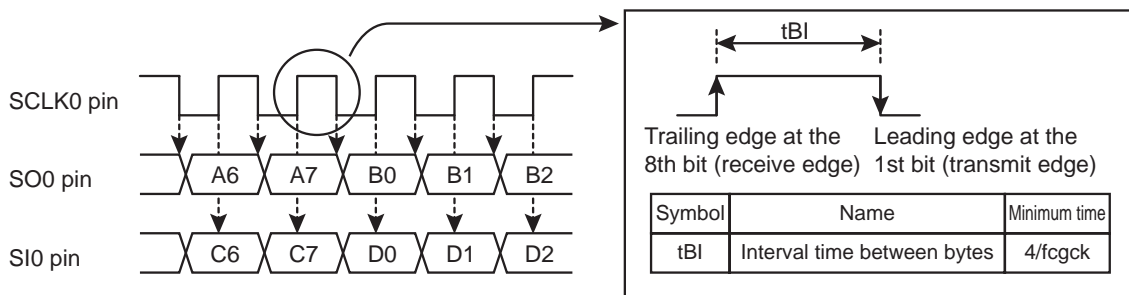 SCLK0 pin
SO0 pin
A6 A7 B0 B1 B2
SI0 pin
C6 C7 D0 D1 D2
tBI
Trailing edge at the
8th bit (receive edge)
Leading edge at the
1st bit (transmit edge)
Symbol Name Minimum time
tBI Interval time between bytes 4/fcgck